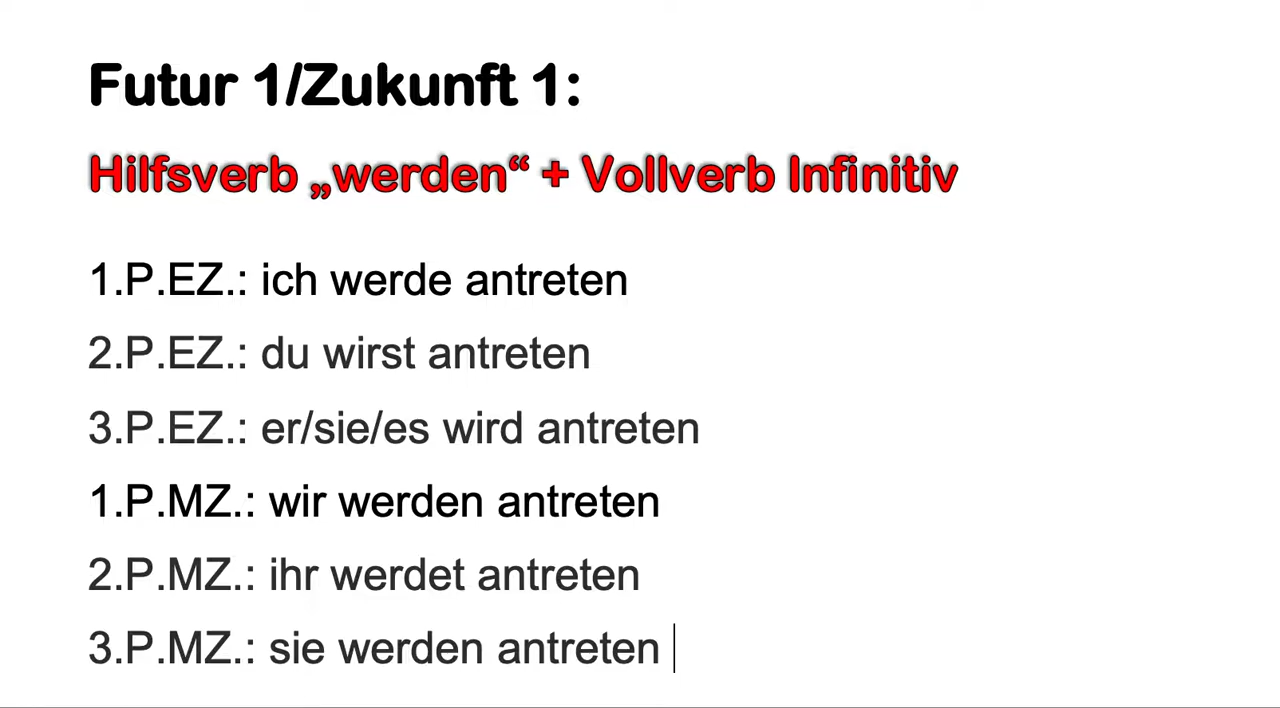 Futur 1/Zukunft 1:
Hilfsverb „werden“ + Vollverb Infinitiv
1.P.EZ.: ich werde antreten
2.P.EZ.: du wirst antreten
3.P.EZ.: er/sie/es wird antreten
1.P.MZ.: wir werden antreten
2.P.MZ.: ihr werdet antreten
3.P.MZ.: sie werden antreten